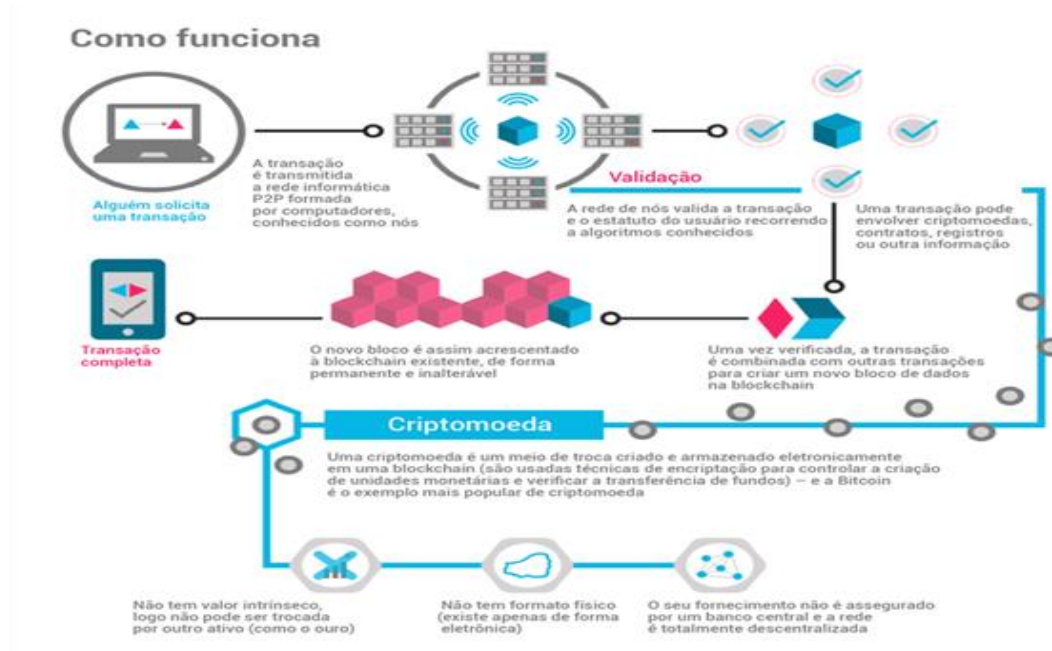 Como funciona
Alguém solicita
uma transação
A transação
é transmitida
a rede informática
P2P formada
por computadores,
conhecidos como nós
Validação
A rede de nós valida a transação
e o estatuto do usuário recorrendo
a algoritmos conhecidos
Uma transação pode
envolver criptomoedas,
contratos, registros
ou outra informação
Transação
completa
O novo bloco é assim acrescentado
à blockchain existente, de forma
permanente e inalterável
Uma vez verificada, a transação
é combinada com outras transações
para criar um novo bloco de dados
na blockchain
Criptomoeda
Uma criptomoeda é um meio de troca criado e armazenado eletronicamente
em uma blockchain (são usadas técnicas de encriptação para controlar a criação
de unidades monetárias e verificar a transferência de fundos) – e a Bitcoin
é o exemplo mais popular de criptomoeda
Não tem valor intrínseco,
logo não pode ser trocada
por outro ativo (como o ouro)
Não tem formato físico
(existe apenas de forma
eletrônica)
O seu fornecimento não é assegurado
por um banco central e a rede
é totalmente descentralizada